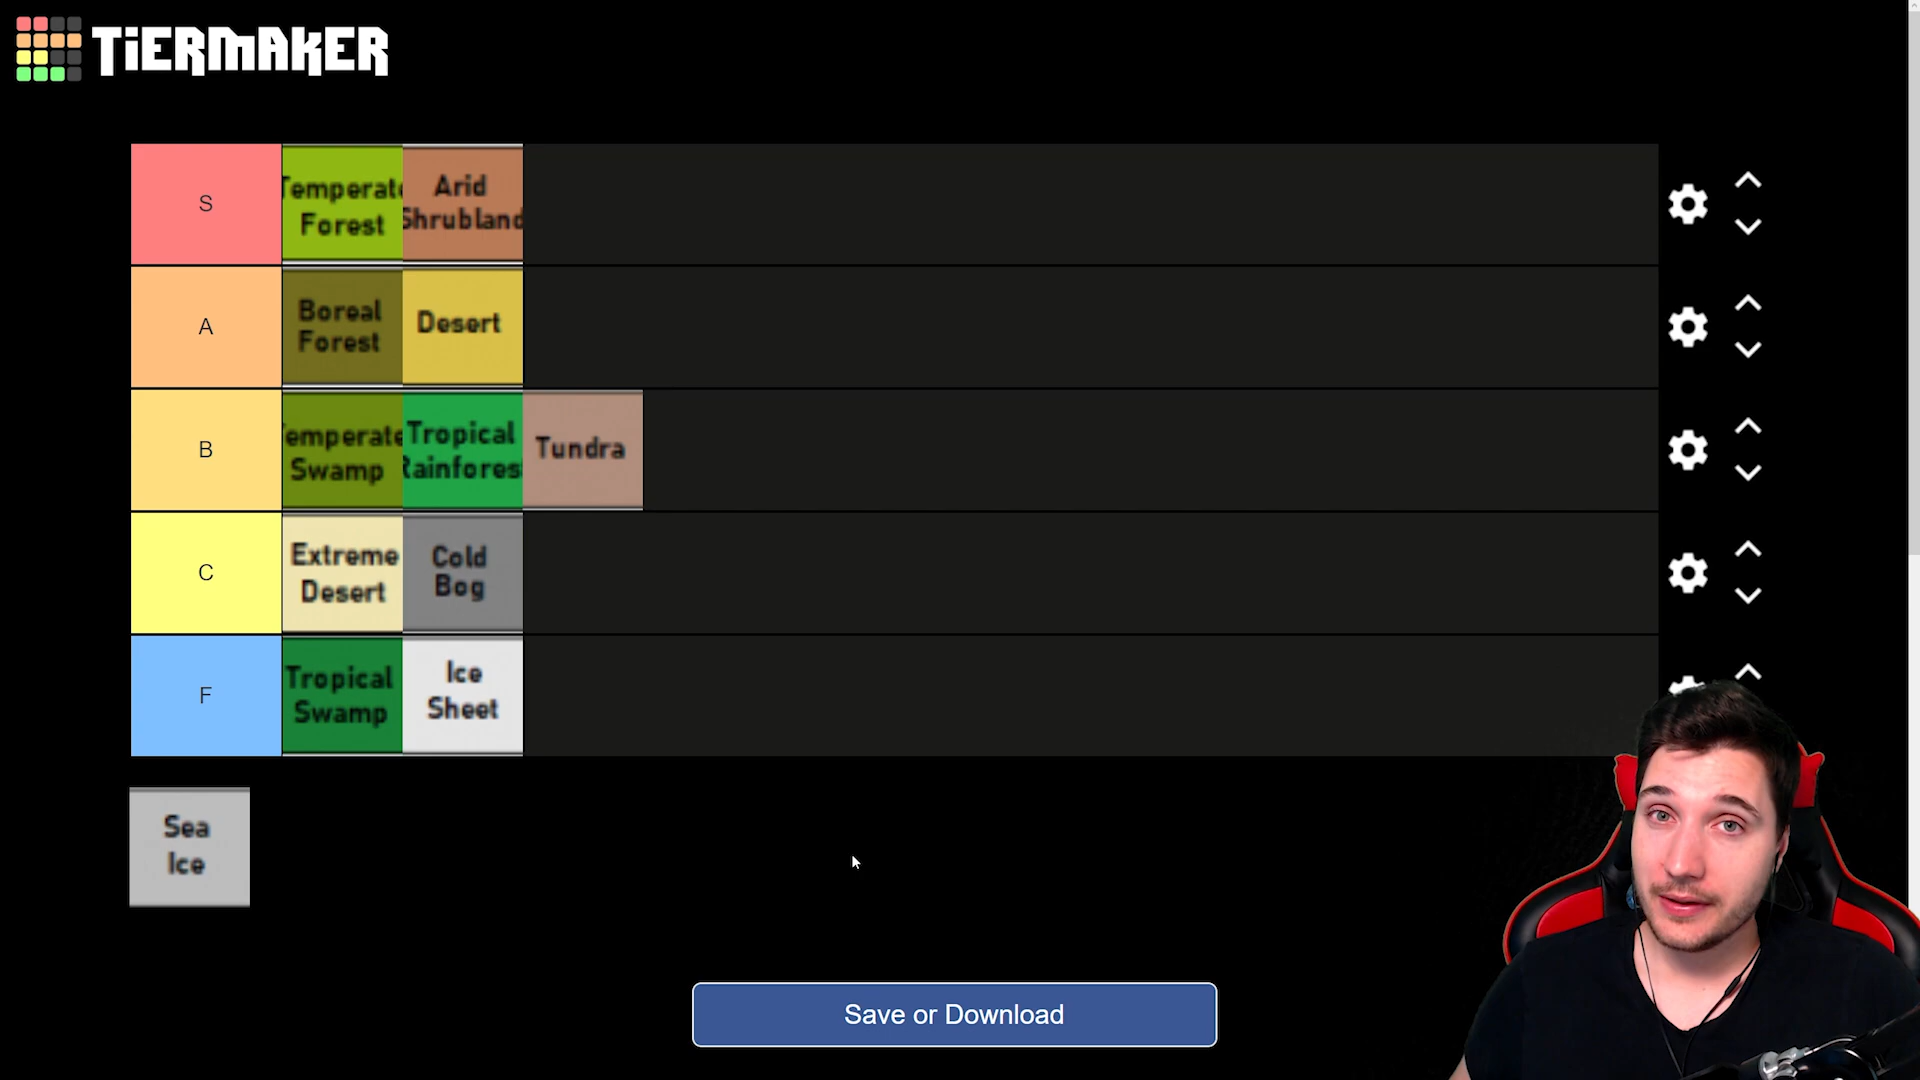 TiERMAKER
S
Temperate
Forest
Arid
Shrubland
A
Boreal
Forest
Desert
B
Temperate
Swamp
Tropical
Rainforest
Tundra
C
Extreme
Desert
Cold
Bog
F
Tropical
Swamp
Ice
Sheet
Sea
Ice
Save or Download